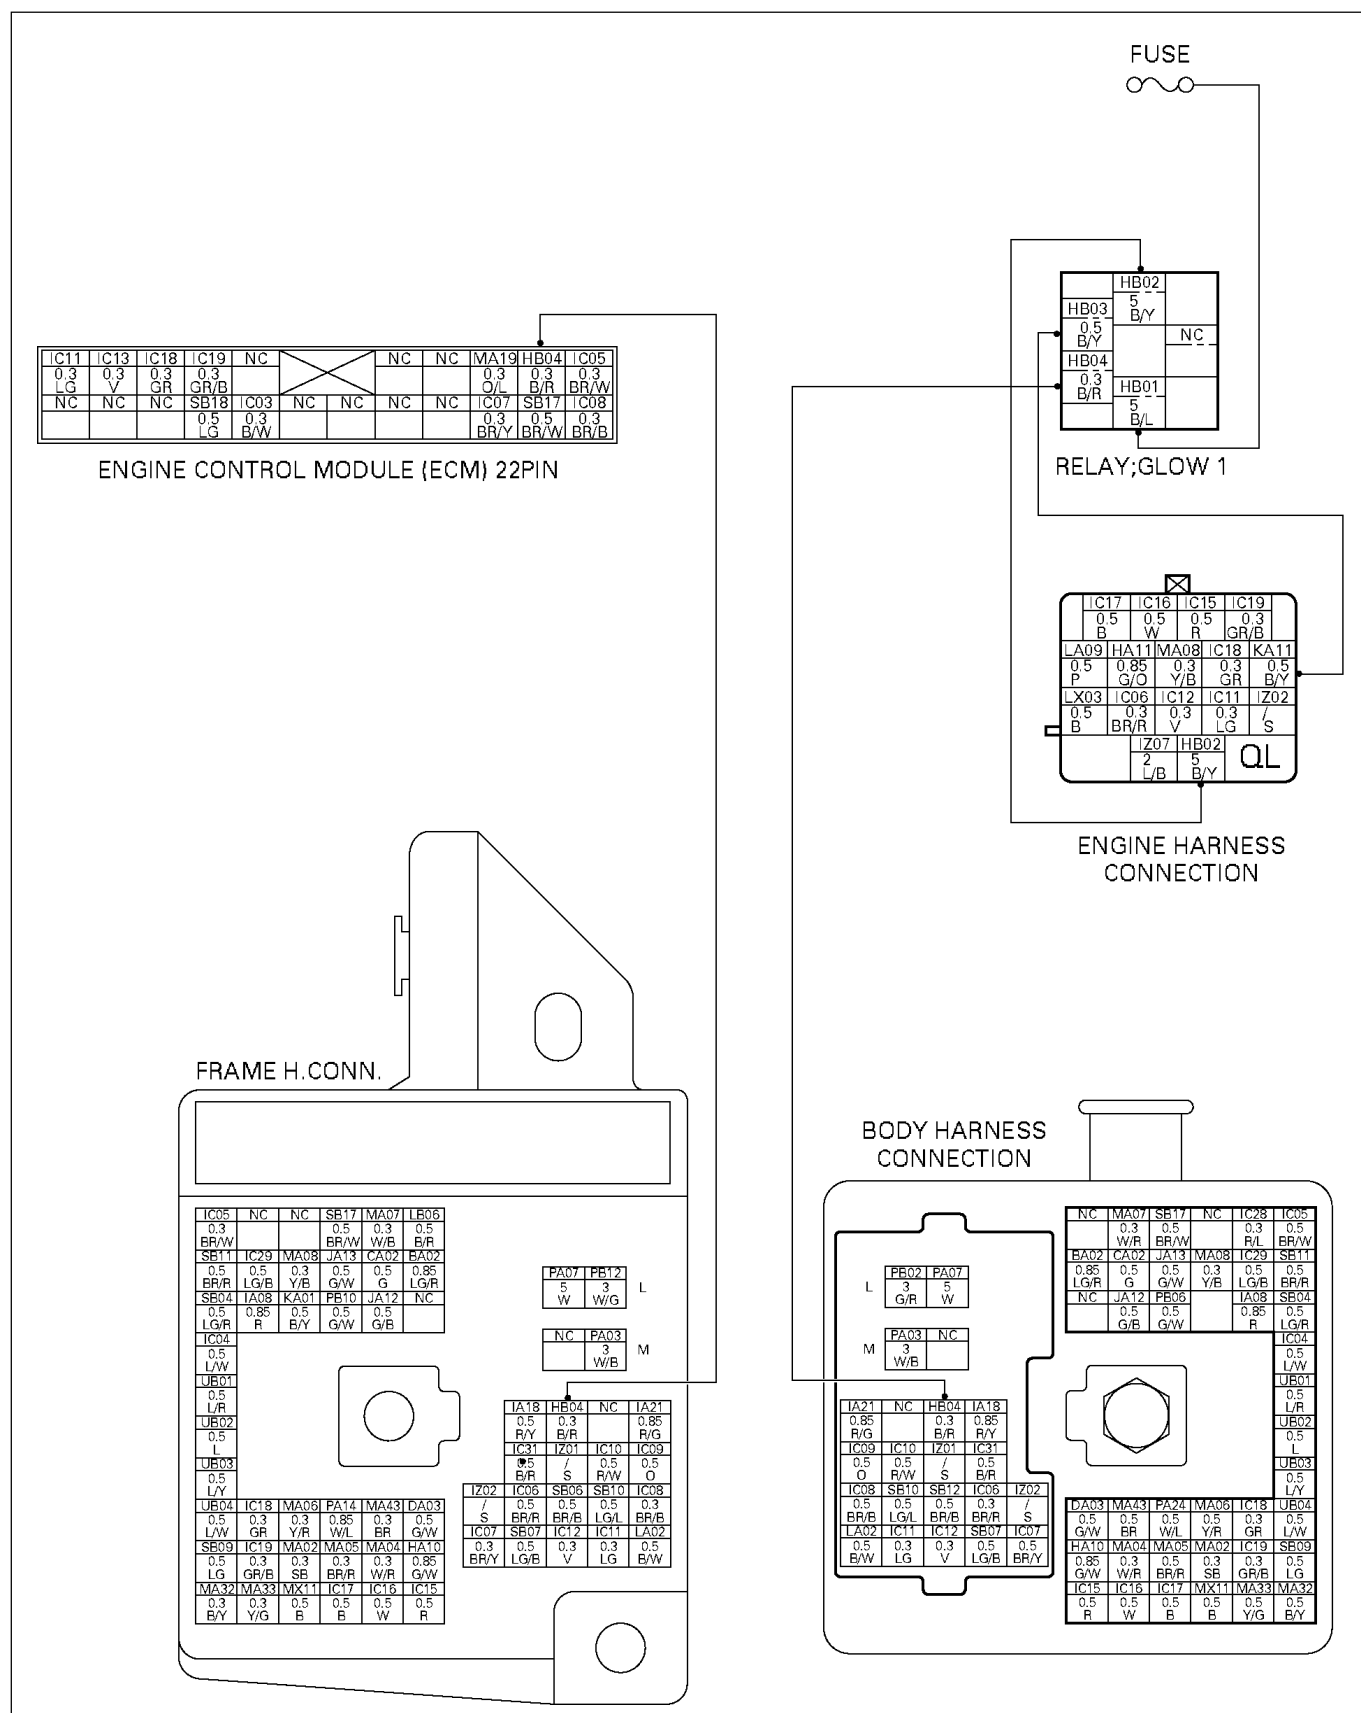 FUSE
HB02
5
B/Y
HB03
0.5
B/Y
NC
HB04
0.3
B/R
HB01
5
B/L
RELAY;GLOW 1
IC11 IC13 IC18 IC19 NC NC NC MA19 HB04 IC05
0.3 0.3 0.3 0.3 0.3 0.3 0.3
LG V GR GR/B O/L B/R BR/W
NC NC NC SB18 IC03 NC NC NC NC IC07 SB17 IC08
0.5 0.3 0.3 0.5 0.3
LG B/W BR/Y BR/W BR/B
ENGINE CONTROL MODULE (ECM) 22PIN
IC17 IC16 IC15 IC19
0.5 0.5 0.5 0.3
B W R GR/B
LA09 HA11 MA08 IC18 KA11
0.5 0.85 0.3 0.3 0.5
P G/O Y/B GR B/Y
LX03 IC06 IC12 IC11 IZ02
0.5 0.3 0.3 0.3 /
B BR/R V LG S
IZ07 HB02
2 5
L/B B/Y
QL
ENGINE HARNESS
CONNECTION
FRAME H.CONN.
IC05 NC NC SB17 MA07 LB06
0.3 0.5 0.3 0.5
BR/W BR/W W/B B/R
SB11 IC29 MA08 JA13 CA02 BA02
0.5 0.5 0.3 0.5 0.5 0.85
BR/R LG/B Y/B G/W G LG/R
SB04 IA08 KA01 PB10 JA12 NC
0.5 0.85 0.5 0.5 0.5
LG/R R B/Y G/W G/B
IC04
0.5
L/W
UB01
0.5
L/R
UB02
0.5
L
UB03
0.5
L/Y
UB04 IC18 MA06 PA14 MA43 DA03
0.5 0.3 0.3 0.85 0.3 0.5
L/W GR Y/R W/L BR G/W
SB09 IC19 MA02 MA05 MA04 HA10
0.5 0.3 0.3 0.3 0.3 0.85
LG GR/B SB BR/R W/R G/W
MA32 MA33 MX11 IC17 IC16 IC15
0.3 0.3 0.5 0.5 0.5 0.5
B/Y Y/G B B W R
PA07 PB12
5 3
W W/G
L
NC PA03
3
W/B
M
IA18 HB04 NC IA21
0.5 0.3 0.85
R/Y B/R R/G
IC31 IZ01 IC10 IC09
0.5 / 0.5 0.5
B/R S R/W O
IZ02 IC06 SB06 SB10 IC08
/ 0.5 0.5 0.5 0.3
S BR/R BR/B LG/L BR/B
IC07 SB07 IC12 IC11 LA02
0.3 0.5 0.3 0.3 0.5
BR/Y LG/B V LG B/W
BODY HARNESS
CONNECTION
L
PB02 PA07
3 5
G/R W
M
PA03 NC
3
W/B
IA21 NC HB04 IA18
0.85 0.3 0.85
R/G B/R R/Y
IC09 IC10 IZ01 IC31
0.5 0.5 / 0.5
O R/W S B/R
IC08 SB10 SB12 IC06 IZ02
0.5 0.5 0.5 0.3 /
BR/B LG/L BR/B BR/R S
LA02 IC11 IC12 SB07 IC07
0.5 0.3 0.3 0.5 0.5
B/W LG V LG/B BR/Y
NC MA07 SB17 NC IC28 IC05
0.3 0.5 0.3 0.5
W/R BR/W R/L BR/W
BA02 CA02 JA13 MA08 IC29 SB11
0.85 0.5 0.5 0.3 0.5 0.5
LG/R G G/W Y/B LG/B BR/R
NC JA12 PB06 IA08 SB04
0.5 0.5 0.85 0.5
G/B G/W R LG/R
IC04
0.5
L/W
UB01
0.5
L/R
UB02
0.5
L
UB03
0.5
L/Y
DA03 MA43 PA24 MA06 IC18 UB04
0.5 0.5 0.5 0.5 0.3 0.5
G/W BR W/L Y/R GR L/W
HA10 MA04 MA05 MA02 IC19 SB09
0.85 0.3 0.5 0.3 0.3 0.5
G/W W/R BR/R SB GR/B LG
IC15 IC16 IC17 MX11 MA33 MA32
0.5 0.5 0.5 0.5 0.5 0.5
R W B B Y/G B/Y